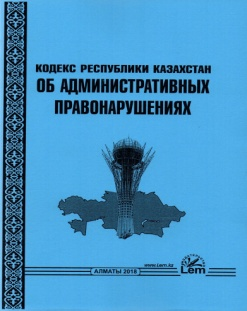 КОДЕКС РЕСПУБЛИКИ КАЗАХСТАН
ОБ АДМИНИСТРАТИВНЫХ
ПРАВОНАРУШЕНИЯХ
www.Lem.kz
Lem
АЛМАТЫ 2018